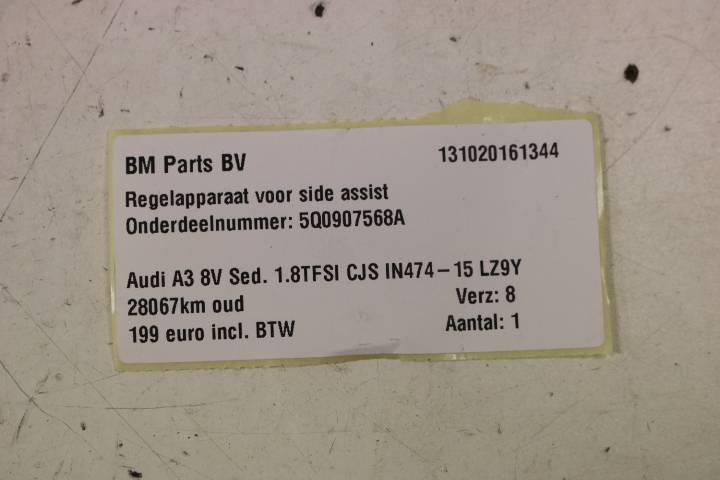 BM Parts BV 131020161344
Regelapparaat voor side assist
Onderdeelnummer: 5Q0907568A
Audi A3 8V Sed. 1.8TFSI CJS IN474-15 LZ9Y
28067km oud Verz: 8
199 euro incl. BTW Aantal: 1